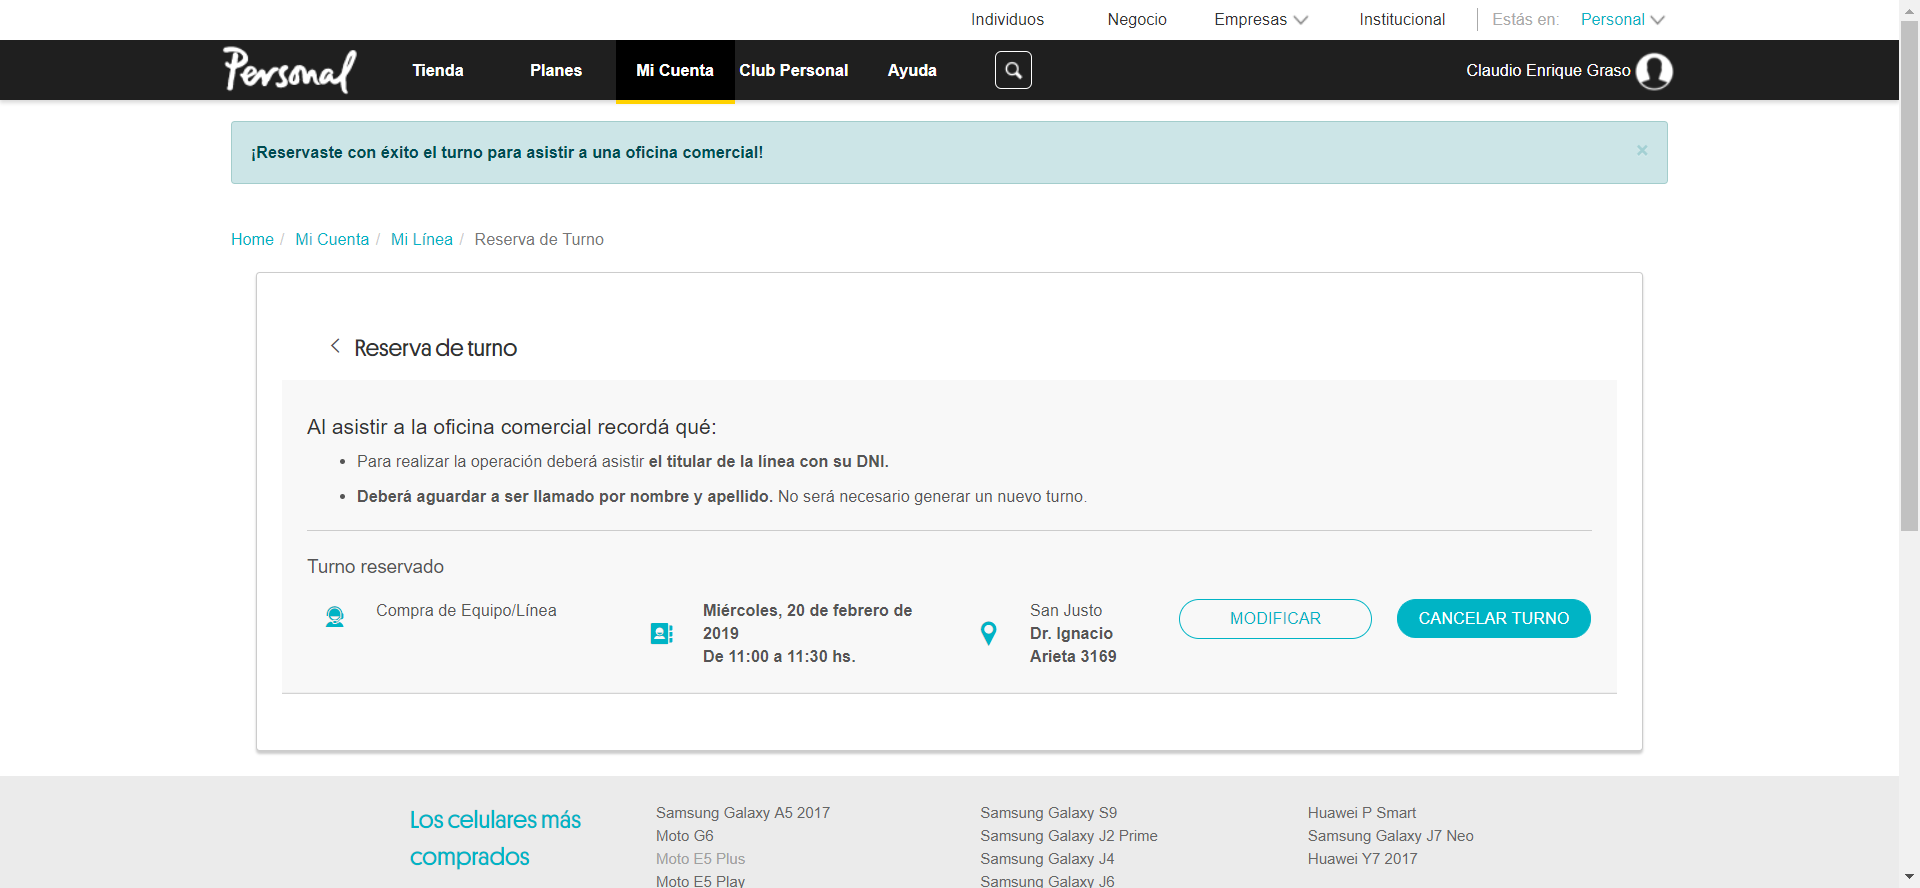 Individuos Negocio Empresas Institucional Estás en: Personal
Personal Tienda Planes Mi Cuenta Club Personal Ayuda Claudio Enrique Graso
¡Reservaste con éxito el turno para asistir a una oficina comercial! ×
Home / Mi Cuenta / Mi Línea / Reserva de Turno
Reserva de turno
Al asistir a la oficina comercial recordá qué:
• Para realizar la operación deberá asistir el titular de la línea con su DNI.
• Deberá aguardar a ser llamado por nombre y apellido. No será necesario generar un nuevo turno.
Turno reservado
Compra de Equipo/Línea
Miércoles, 20 de febrero de
2019
De 11:00 a 11:30 hs.
San Justo
Dr. Ignacio
Arieta 3169
MODIFICAR
CANCELAR TURNO
Los celulares más
comprados
Samsung Galaxy A5 2017
Moto G6
Moto E5 Plus
Moto E5 Play
Samsung Galaxy S9
Samsung Galaxy J2 Prime
Samsung Galaxy J4
Samsung Galaxy J6
Huawei P Smart
Samsung Galaxy J7 Neo
Huawei Y7 2017